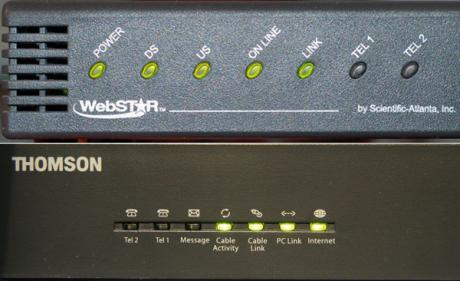 POWER DS US ON LINE LINK TEL 1 TEL 2
WebSTAR™
by Scientific-Atlanta, Inc.
THOMSON
Tel 2 Tel 1 Message Cable Activity Cable Link PC Link Internet